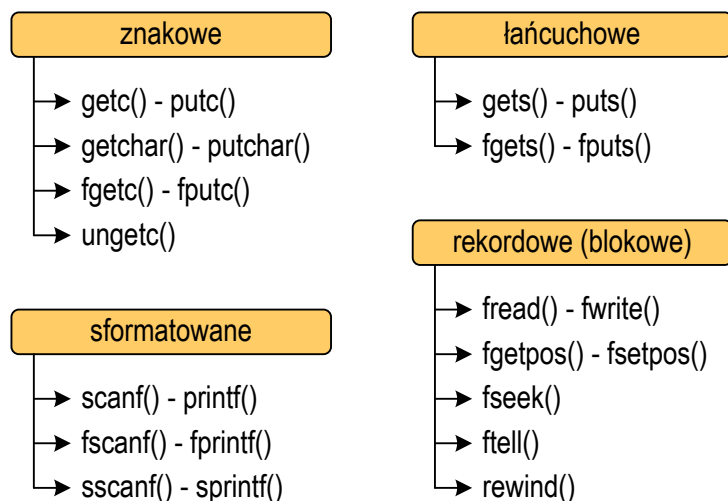 znakowe
getc() - putc()
getchar() - putchar()
fgetc() - fputc()
ungetc()
łańcuchowe
gets() - puts()
fgets() - fputs()
sformatowane
scanf() - printf()
fscanf() - fprintf()
sscanf() - sprintf()
rekordowe (blokowe)
fread() - fwrite()
fgetpos() - fsetpos()
fseek()
ftell()
rewind()